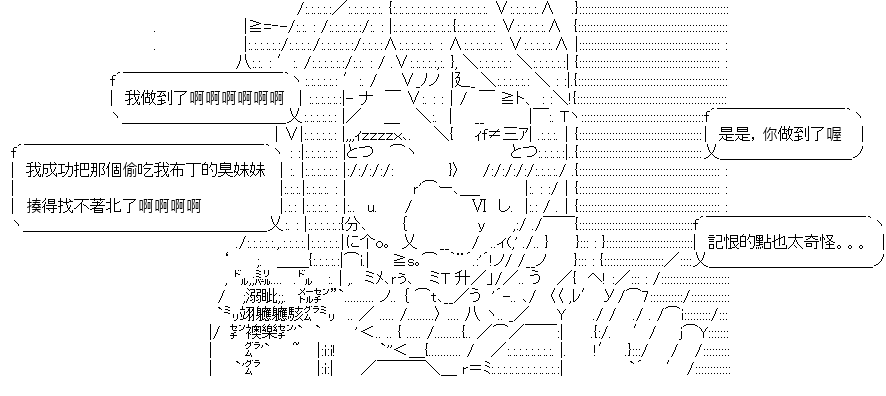 我做到了啊啊啊啊啊啊
是是，你做到了喔
我成功把那個偷吃我布丁的臭妹妹
揍得找不著北了啊啊啊啊
記恨的點也太奇怪。。。